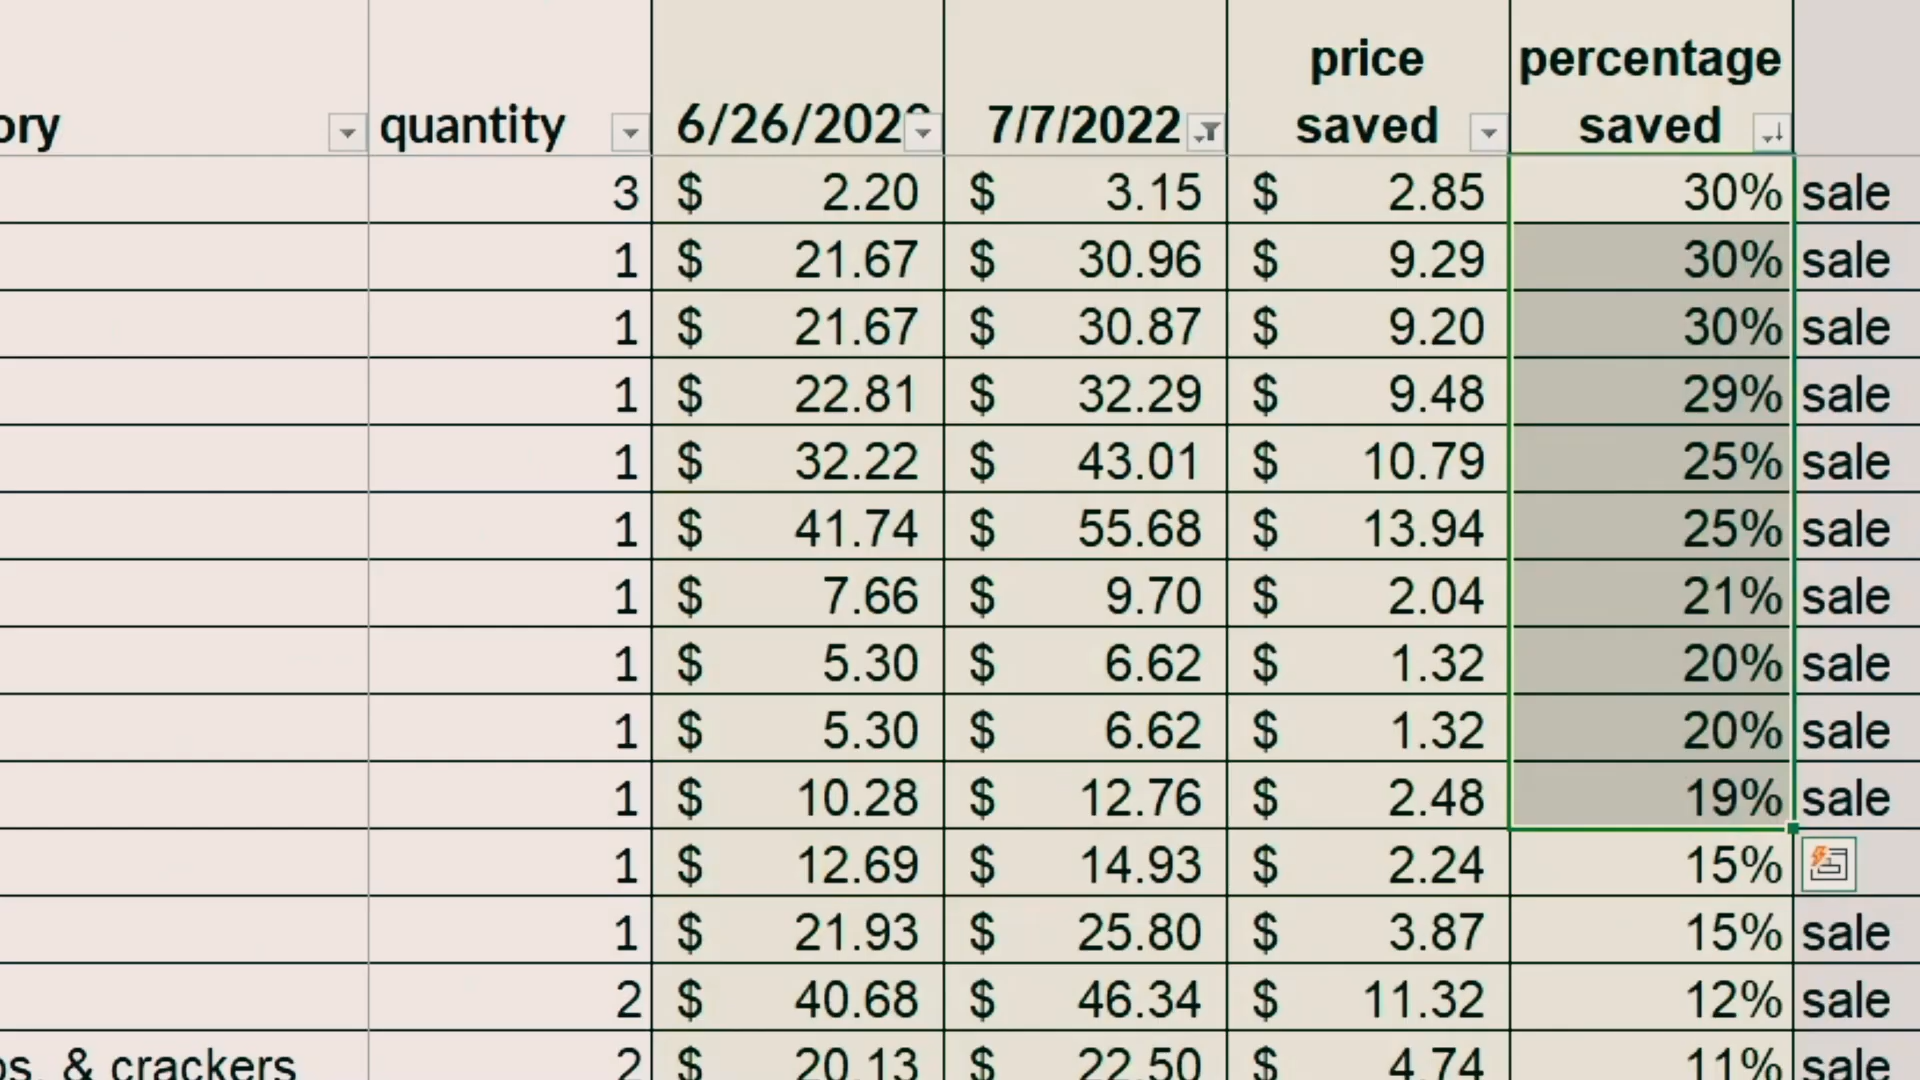 price percentage
ory quantity 6/26/2022 7/7/2022 saved saved
3 $ 2.20 $ 3.15 $ 2.85 30% sale
1 $ 21.67 $ 30.96 $ 9.29 30% sale
1 $ 21.67 $ 30.87 $ 9.20 30% sale
1 $ 22.81 $ 32.29 $ 9.48 29% sale
1 $ 32.22 $ 43.01 $ 10.79 25% sale
1 $ 41.74 $ 55.68 $ 13.94 25% sale
1 $ 7.66 $ 9.70 $ 2.04 21% sale
1 $ 5.30 $ 6.62 $ 1.32 20% sale
1 $ 5.30 $ 6.62 $ 1.32 20% sale
1 $ 10.28 $ 12.76 $ 2.48 19% sale
1 $ 12.69 $ 14.93 $ 2.24 15%
1 $ 21.93 $ 25.80 $ 3.87 15% sale
2 $ 40.68 $ 46.34 $ 11.32 12% sale
ps, & crackers 2 $ 20.13 $ 22.50 $ 4.74 11% sale